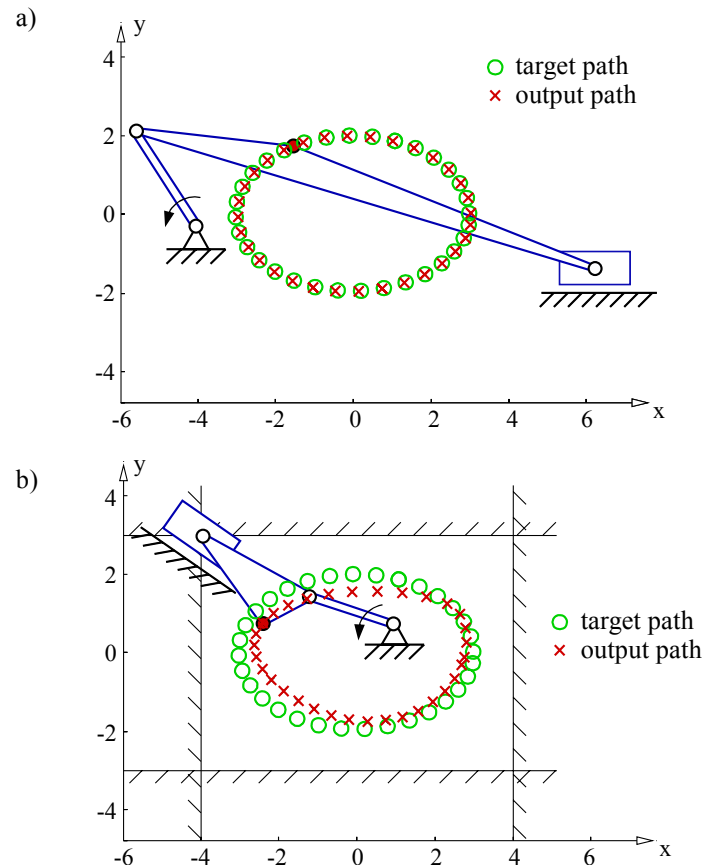 a)
y
4
2
0
-2
-4
-6 -4 -2 0 2 4 6
x
target path
output path
b)
y
4
2
0
-2
-4
-6 -4 -2 0 2 4 6
x
target path
output path